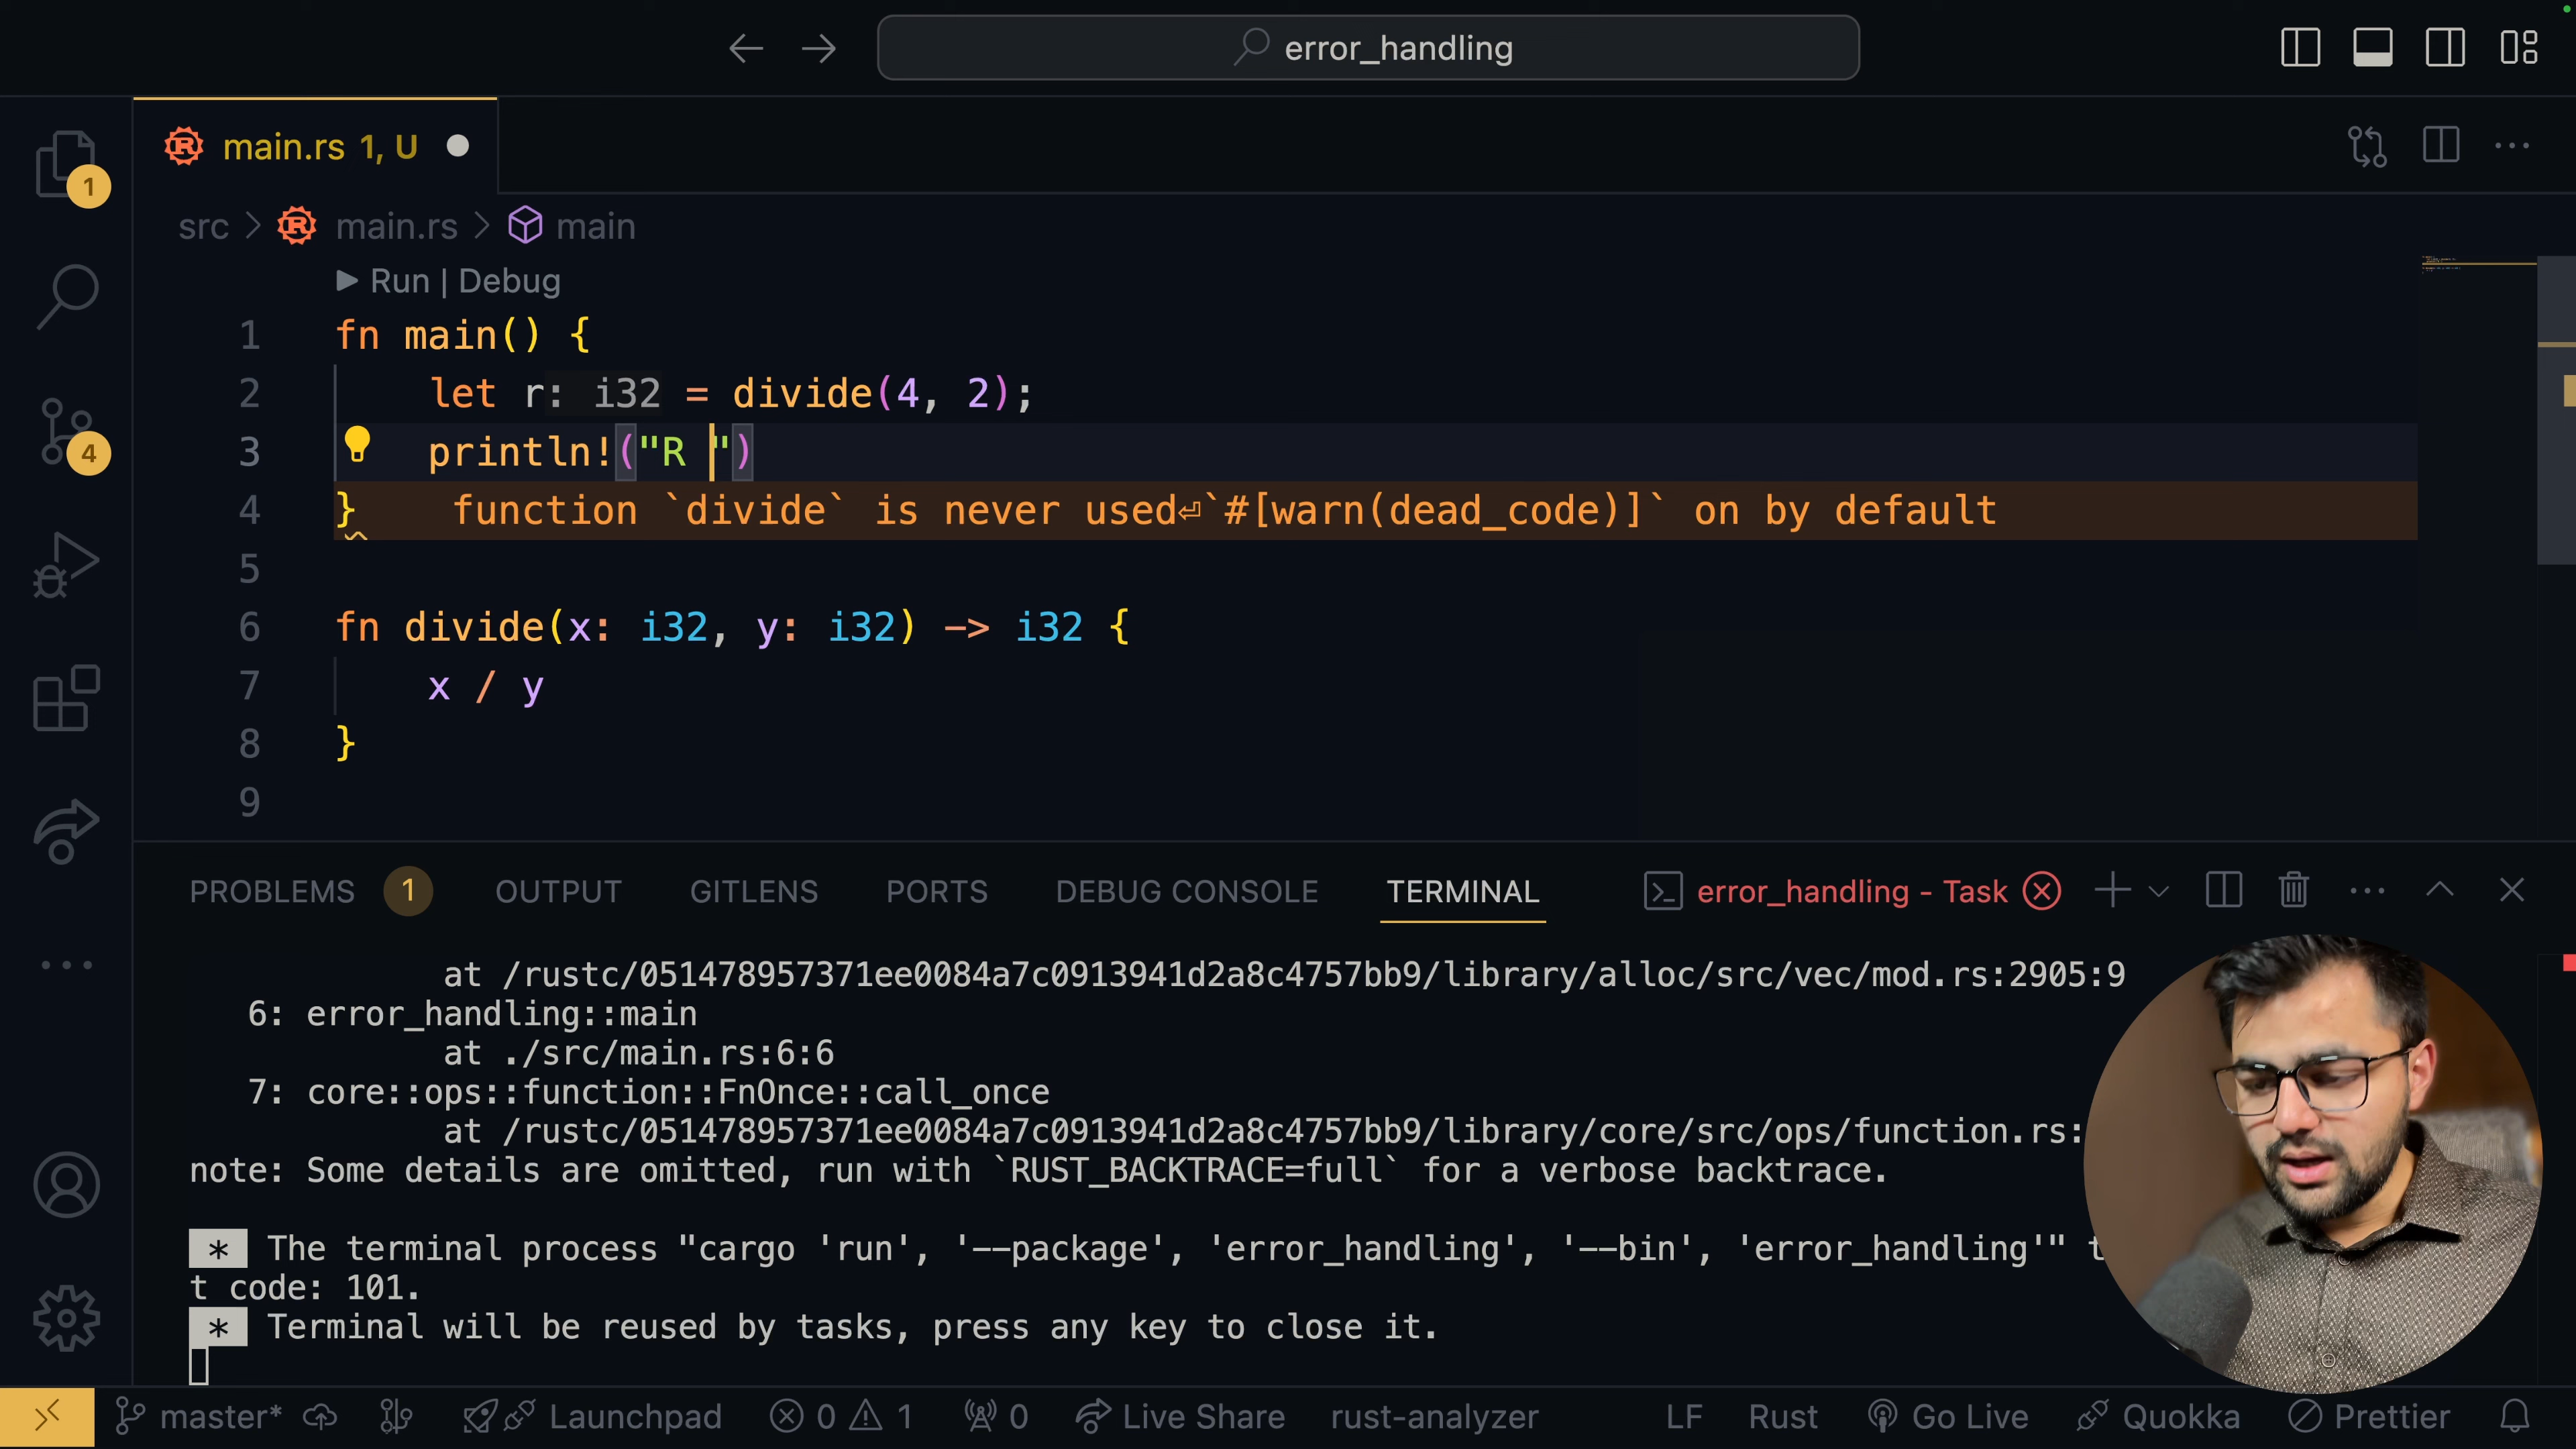 error_handling
main.rs 1, U
1
src > main.rs > main
Run | Debug
1 fn main() {
2 let r: i32 = divide(4, 2);
3 println!("R ")
4 } function `divide` is never used⏎`#[warn(dead_code)]` on by default
5
6 fn divide(x: i32, y: i32) -> i32 {
7 x / y
8 }
9
4
PROBLEMS 1 OUTPUT GITLENS PORTS DEBUG CONSOLE TERMINAL error_handling - Task
at /rustc/051478957371ee0084a7c0913941d2a8c4757bb9/library/alloc/src/vec/mod.rs:2905:9
6: error_handling::main
at ./src/main.rs:6:6
7: core::ops::function::FnOnce::call_once
at /rustc/051478957371ee0084a7c0913941d2a8c4757bb9/library/core/src/ops/function.rs:
note: Some details are omitted, run with `RUST_BACKTRACE=full` for a verbose backtrace.
* The terminal process "cargo 'run', '--package', 'error_handling', '--bin', 'error_handling'" t
t code: 101.
* Terminal will be reused by tasks, press any key to close it.
master* Launchpad 0 1 0 Live Share rust-analyzer LF Rust Go Live Quokka Prettier